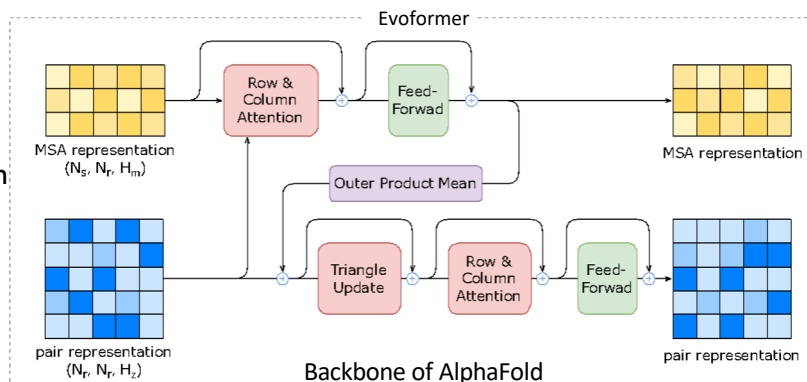 Evoformer
Row &
Column
Attention
Feed-
Forwad
MSA representation
(Nₛ, Nᵣ, Hₘ)
MSA representation
n
Outer Product Mean
Triangle
Update
Row &
Column
Attention
Feed-
Forwad
pair representation
(Nᵣ, Nᵣ, H_z)
Backbone of AlphaFold
pair representation